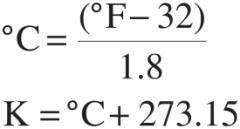 °C = (°F − 32) / 1.8
K = °C + 273.15